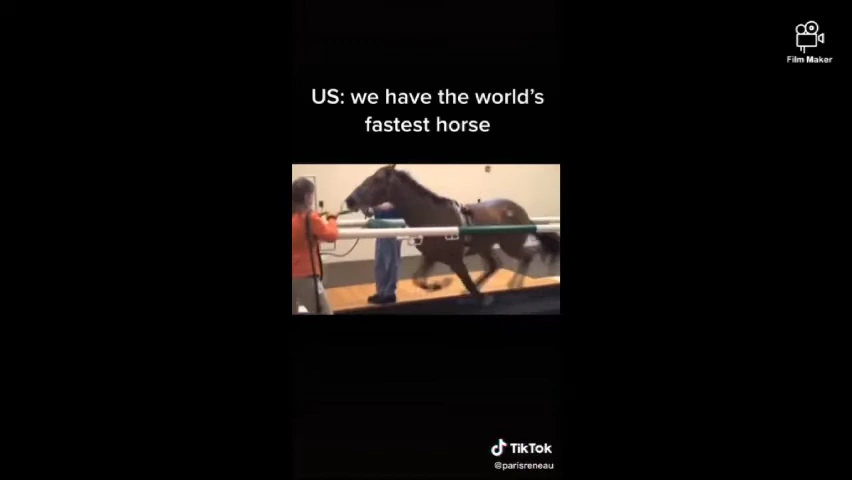 Film Maker
US: we have the world's
fastest horse
TikTok
@parisreneau